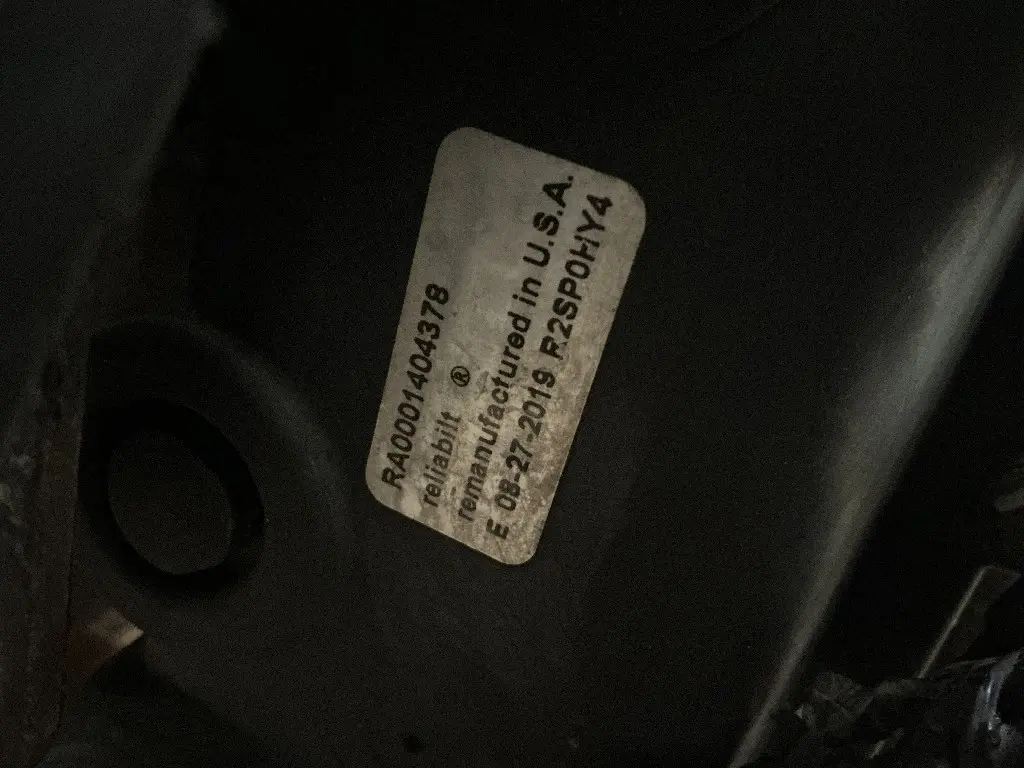 RA0001404378
reliabilt ®
remanufactured in U.S.A.
E 08-27-2019 R2SP0HY4